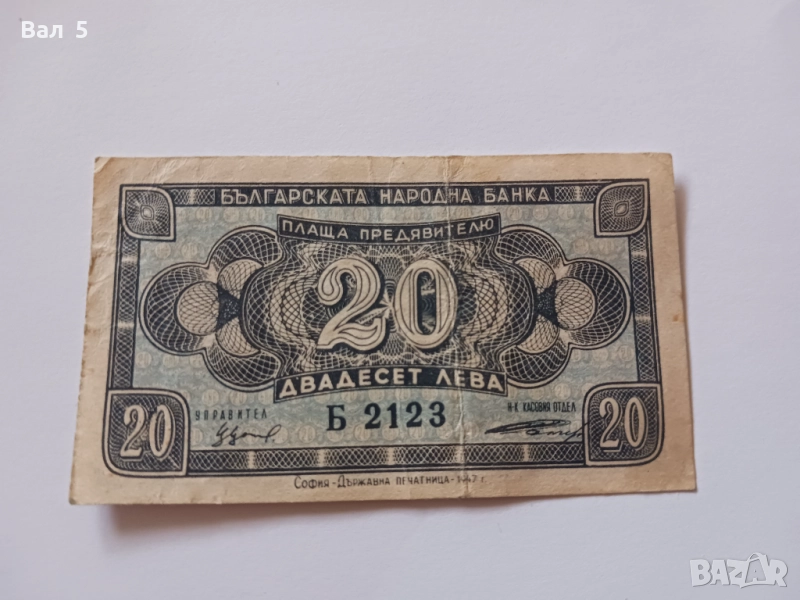 Вал 5
БЪЛГАРСКАТА НАРОДНА БАНКА
ПЛАЩА ПРЕДЯВИТЕЛЮ
20
ДВАДЕСЕТ ЛЕВА
УПРАВИТЕЛ
Б 2123
Н-К КАСОВИЯ ОТДЕЛ
20
20
СОФИЯ - ДЪРЖАВНА ПЕЧАТНИЦА - 1947 г.
BAZAR